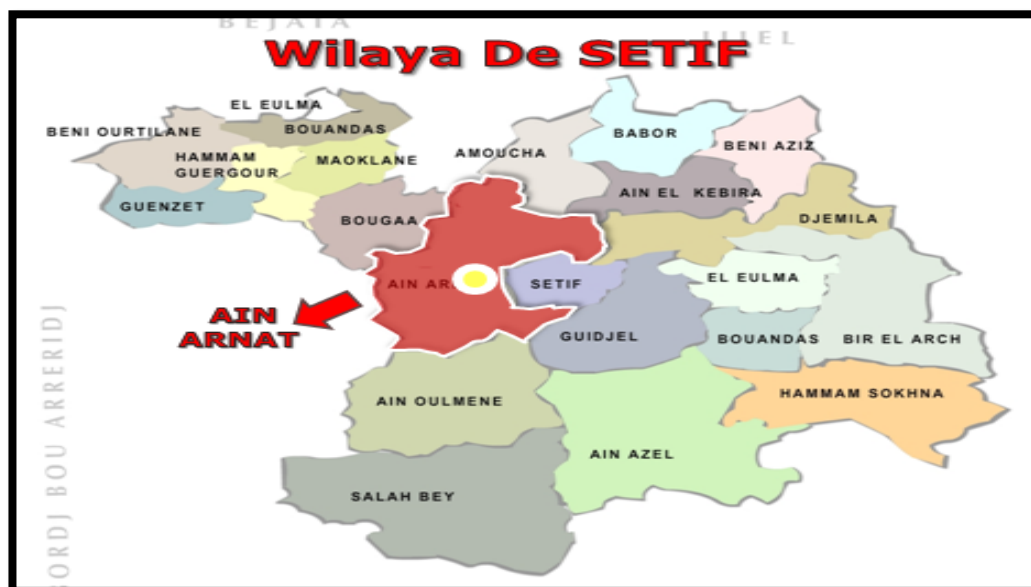 BEJAIA
JIJEL
Wilaya De SETIF
EL EULMA
BENI OURTILANE
BOUANDAS
BABOR
HAMMAM
GUERGOUR
MAOKLANE
AMOUCHA
BENI AZIZ
AIN EL KEBIRA
GUENZET
BOUGAA
DJEMILA
AIN AR
SETIF
EL EULMA
AIN
ARNAT
GUIDJEL
BOUANDAS
BIR EL ARCH
AIN OULMENE
HAMMAM SOKHNA
AIN AZEL
SALAH BEY
BORDJ BOU ARRERIDJ